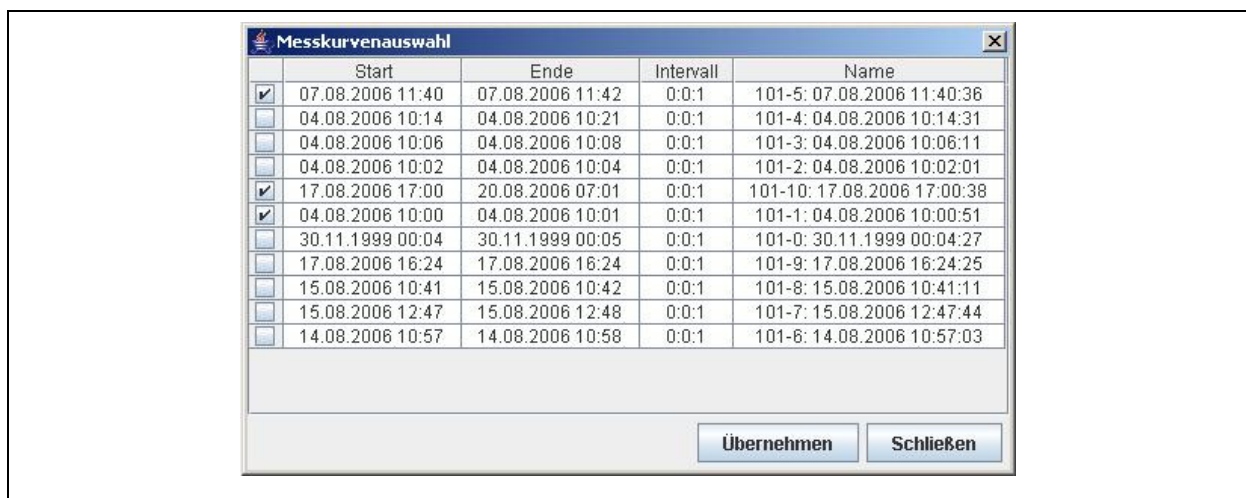 Messkurvenauswahl
Start Ende Intervall Name
07.08.2006 11:40 07.08.2006 11:42 0:0:1 101-5: 07.08.2006 11:40:36
04.08.2006 10:14 04.08.2006 10:21 0:0:1 101-4: 04.08.2006 10:14:31
04.08.2006 10:06 04.08.2006 10:08 0:0:1 101-3: 04.08.2006 10:06:11
04.08.2006 10:02 04.08.2006 10:04 0:0:1 101-2: 04.08.2006 10:02:01
17.08.2006 17:00 20.08.2006 07:01 0:0:1 101-10: 17.08.2006 17:00:38
04.08.2006 10:00 04.08.2006 10:01 0:0:1 101-1: 04.08.2006 10:00:51
30.11.1999 00:04 30.11.1999 00:05 0:0:1 101-0: 30.11.1999 00:04:27
17.08.2006 16:24 17.08.2006 16:24 0:0:1 101-9: 17.08.2006 16:24:25
15.08.2006 10:41 15.08.2006 10:42 0:0:1 101-8: 15.08.2006 10:41:11
15.08.2006 12:47 15.08.2006 12:48 0:0:1 101-7: 15.08.2006 12:47:44
14.08.2006 10:57 14.08.2006 10:58 0:0:1 101-6: 14.08.2006 10:57:03
Übernehmen Schließen